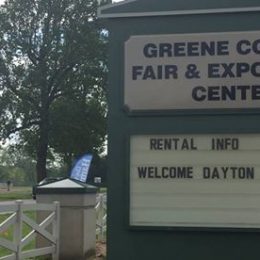 GREENE CO
FAIR & EXPO
CENTE
RENTAL INFO
WELCOME DAYTON